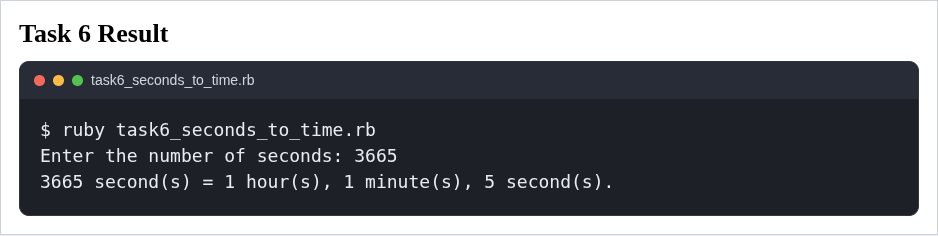 Task 6 Result
task6_seconds_to_time.rb
$ ruby task6_seconds_to_time.rb
Enter the number of seconds: 3665
3665 second(s) = 1 hour(s), 1 minute(s), 5 second(s).